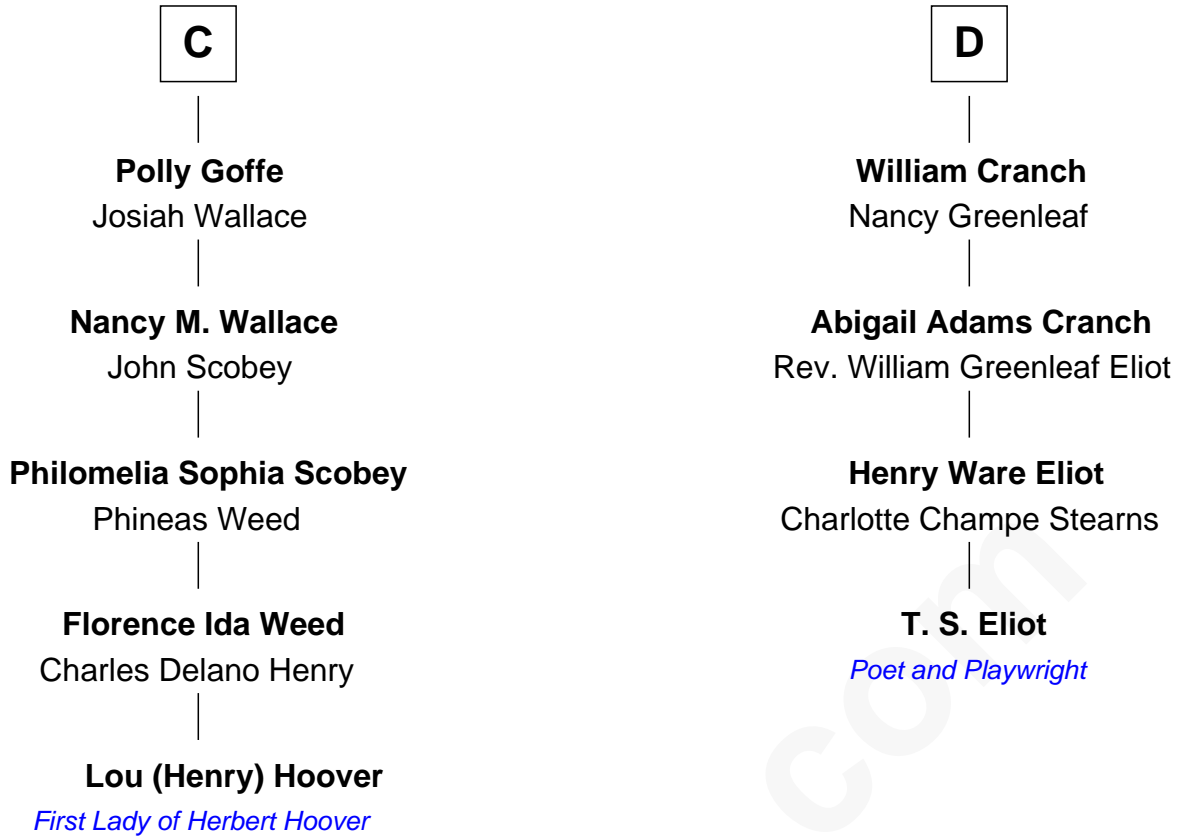 C
Polly Goffe
Josiah Wallace
Nancy M. Wallace
John Scobey
Philomelia Sophia Scobey
Phineas Weed
Florence Ida Weed
Charles Delano Henry
Lou (Henry) Hoover
First Lady of Herbert Hoover
D
William Cranch
Nancy Greenleaf
Abigail Adams Cranch
Rev. William Greenleaf Eliot
Henry Ware Eliot
Charlotte Champe Stearns
T. S. Eliot
Poet and Playwright
com